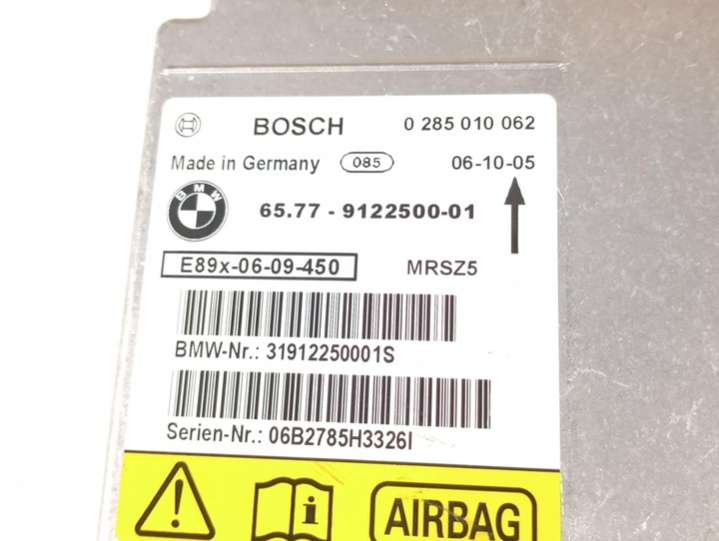 BOSCH 0 285 010 062
Made in Germany 085 06-10-05
BMW 65.77 - 9122500-01
E89x-06-09-450 MRSZ5
BMW-Nr.: 31912250001S
Serien-Nr.: 06B2785H3326I
AIRBAG